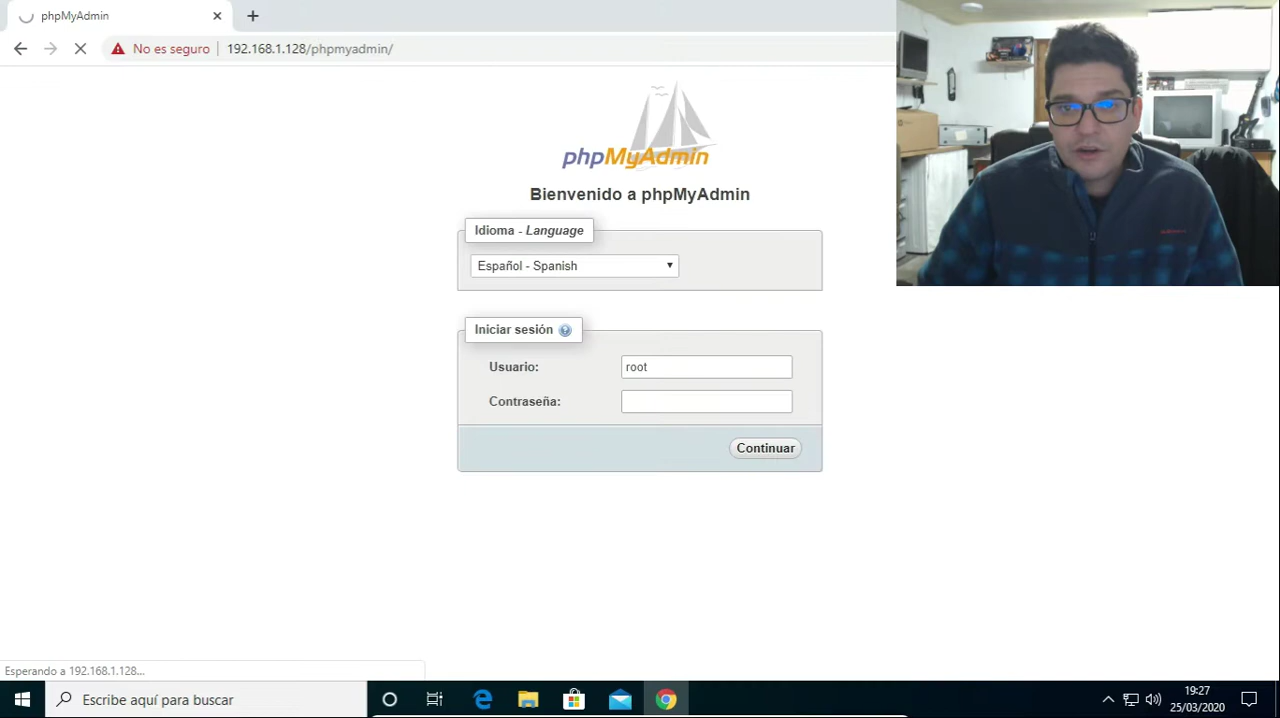 phpMyAdmin
No es seguro
192.168.1.128/phpmyadmin/
phpMyAdmin
Bienvenido a phpMyAdmin
Idioma - Language
Español - Spanish
Iniciar sesión
Usuario:
root
Contraseña:
Continuar
Esperando a 192.168.1.128...
Escribe aquí para buscar
19:27
25/03/2020